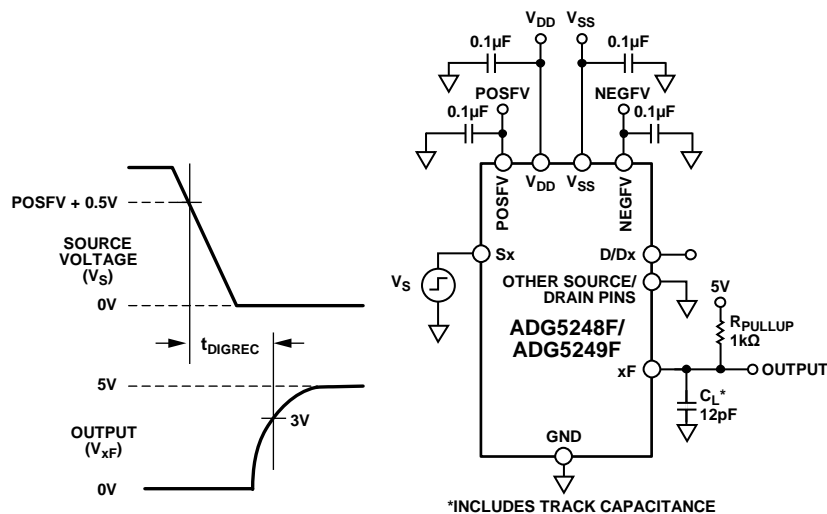 POSFV + 0.5V
SOURCE
VOLTAGE
(VS)
0V
tDIGREC
5V
OUTPUT
(VxF)
3V
0V
VDD
VSS
0.1µF
0.1µF
POSFV
NEGFV
0.1µF
0.1µF
POSFV
VDD
VSS
NEGFV
Sx
D/Dx
VS
OTHER SOURCE/
DRAIN PINS
5V
ADG5248F/
ADG5249F
RPULLUP
1kΩ
xF
OUTPUT
CL*
12pF
GND
*INCLUDES TRACK CAPACITANCE